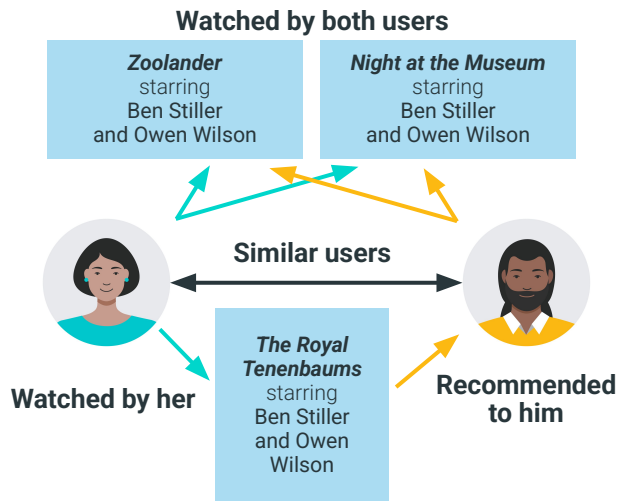 Watched by both users
Zoolander
starring
Ben Stiller
and Owen Wilson
Night at the Museum
starring
Ben Stiller
and Owen Wilson
Similar users
Watched by her
The Royal
Tenenbaums
starring
Ben Stiller
and Owen
Wilson
Recommended
to him